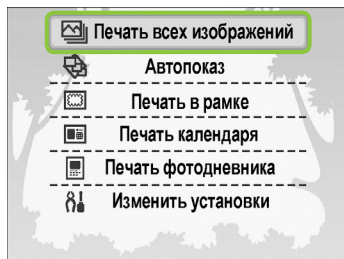 Печать всех изображений
Автопоказ
Печать в рамке
Печать календаря
Печать фотодневника
Изменить установки